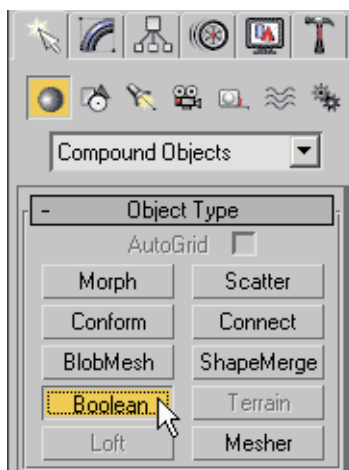 Compound Objects
- Object Type
AutoGrid
Morph Scatter
Conform Connect
BlobMesh ShapeMerge
Boolean Terrain
Loft Mesher